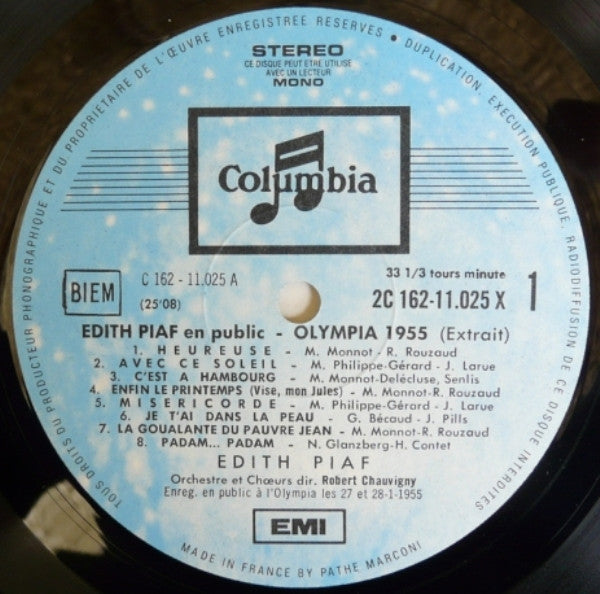 TOUS DROITS DU PRODUCTEUR PHONOGRAPHIQUE ET DU PROPRIETAIRE DE L'ŒUVRE ENREGISTREE RESERVES • DUPLICATION, EXECUTION PUBLIQUE, RADIODIFFUSION DE CE DISQUE INTERDITES
STEREO
CE DISQUE PEUT ETRE UTILISE
AVEC UN LECTEUR
MONO
Columbia
BIEM
C 162 - 11.025 A
(25'08)
33 1/3 tours minute
2C 162-11.025 X
1
EDITH PIAF en public - OLYMPIA 1955 (Extrait)
1. HEUREUSE - M. Monnot-R. Rouzaud
2. AVEC CE SOLEIL - M. Philippe-Gérard - J. Larue
3. C'EST A HAMBOURG - M. Monnot-Delécluse, Senlis
4. ENFIN LE PRINTEMPS (Vise, mon Jules) - M. Monnot-R. Rouzaud
5. MISERICORDE - M. Philippe-Gérard - J. Larue
6. JE T'AI DANS LA PEAU - G. Bécaud - J. Pills
7. LA GOUALANTE DU PAUVRE JEAN - M. Monnot-R. Rouzaud
8. PADAM... PADAM - N. Glanzberg-H. Contet
EDITH PIAF
Orchestre et Chœurs dir. Robert Chauvigny
Enreg. en public à l'Olympia les 27 et 28-1-1955
EMI
MADE IN FRANCE BY PATHE MARCONI